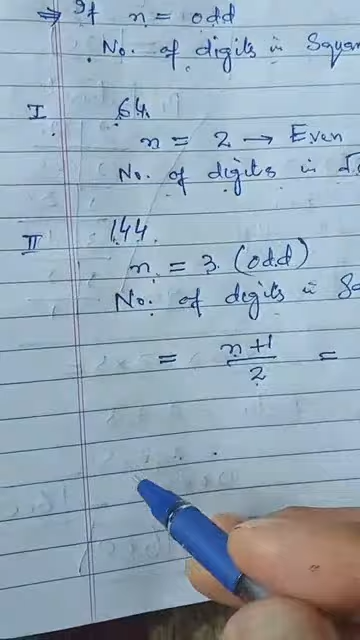 ⇒ If n = odd
No. of digits in Squar
I 64
n = 2 → Even
No. of digits in
II 144
n = 3 (odd)
No. of digits in
= n+1/2 =